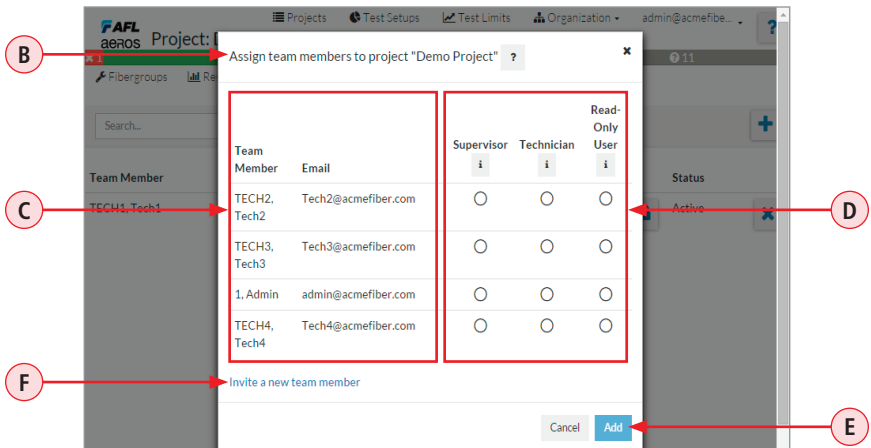 Projects Test Setups Test Limits Organization admin@acmefibe...
AFL
aeros Project:
?
B
Assign team members to project "Demo Project" ? ×
1
11
Fibergroups
Search...
+
Team Member Email Supervisor Technician Read-Only User
i i i
Team Member
Status
TECH2, Tech2@acmefiber.com
Tech2
C
D
TECH1, Tech1
Active
TECH3, Tech3@acmefiber.com
Tech3
1, Admin admin@acmefiber.com
TECH4, Tech4@acmefiber.com
Tech4
F
Invite a new team member
Cancel Add
E